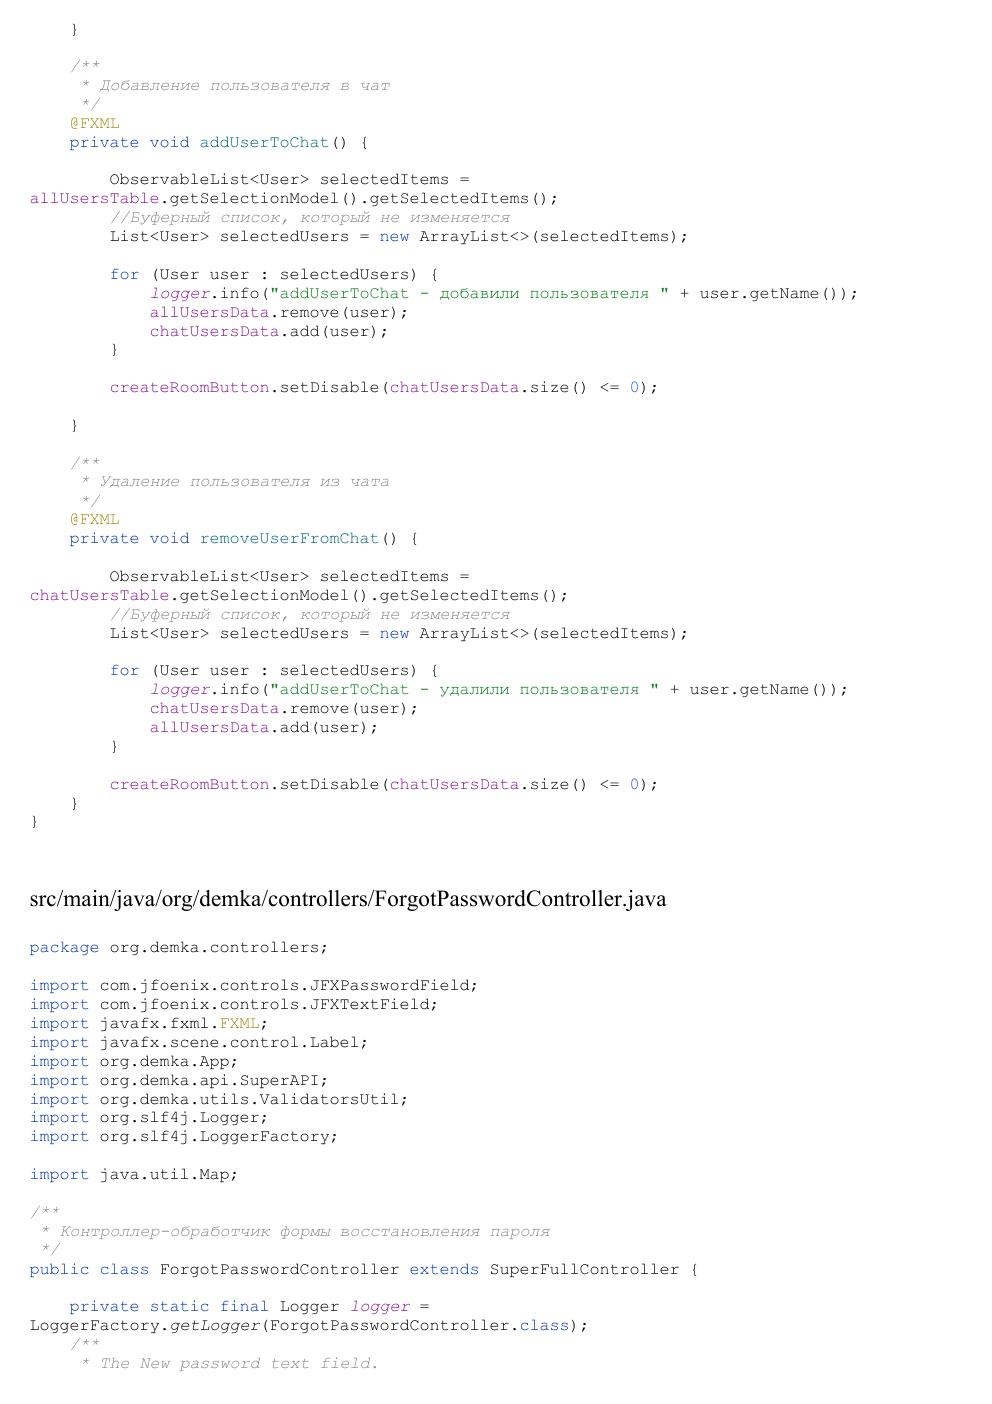 }

    /**
     * Добавление пользователя в чат
     */
    @FXML
    private void addUserToChat() {

        ObservableList<User> selectedItems =
allUsersTable.getSelectionModel().getSelectedItems();
        //Буферный список, который не изменяется
        List<User> selectedUsers = new ArrayList<>(selectedItems);

        for (User user : selectedUsers) {
            logger.info("addUserToChat - добавили пользователя " + user.getName());
            allUsersData.remove(user);
            chatUsersData.add(user);
        }

        createRoomButton.setDisable(chatUsersData.size() <= 0);

    }

    /**
     * Удаление пользователя из чата
     */
    @FXML
    private void removeUserFromChat() {

        ObservableList<User> selectedItems =
chatUsersTable.getSelectionModel().getSelectedItems();
        //Буферный список, который не изменяется
        List<User> selectedUsers = new ArrayList<>(selectedItems);

        for (User user : selectedUsers) {
            logger.info("addUserToChat - удалили пользователя " + user.getName());
            chatUsersData.remove(user);
            allUsersData.add(user);
        }

        createRoomButton.setDisable(chatUsersData.size() <= 0);
    }
}

src/main/java/org/demka/controllers/ForgotPasswordController.java

package org.demka.controllers;

import com.jfoenix.controls.JFXPasswordField;
import com.jfoenix.controls.JFXTextField;
import javafx.fxml.FXML;
import javafx.scene.control.Label;
import org.demka.App;
import org.demka.api.SuperAPI;
import org.demka.utils.ValidatorsUtil;
import org.slf4j.Logger;
import org.slf4j.LoggerFactory;

import java.util.Map;

/**
 * Контроллер-обработчик формы восстановления пароля
 */
public class ForgotPasswordController extends SuperFullController {

    private static final Logger logger =
LoggerFactory.getLogger(ForgotPasswordController.class);
    /**
     * The New password text field.